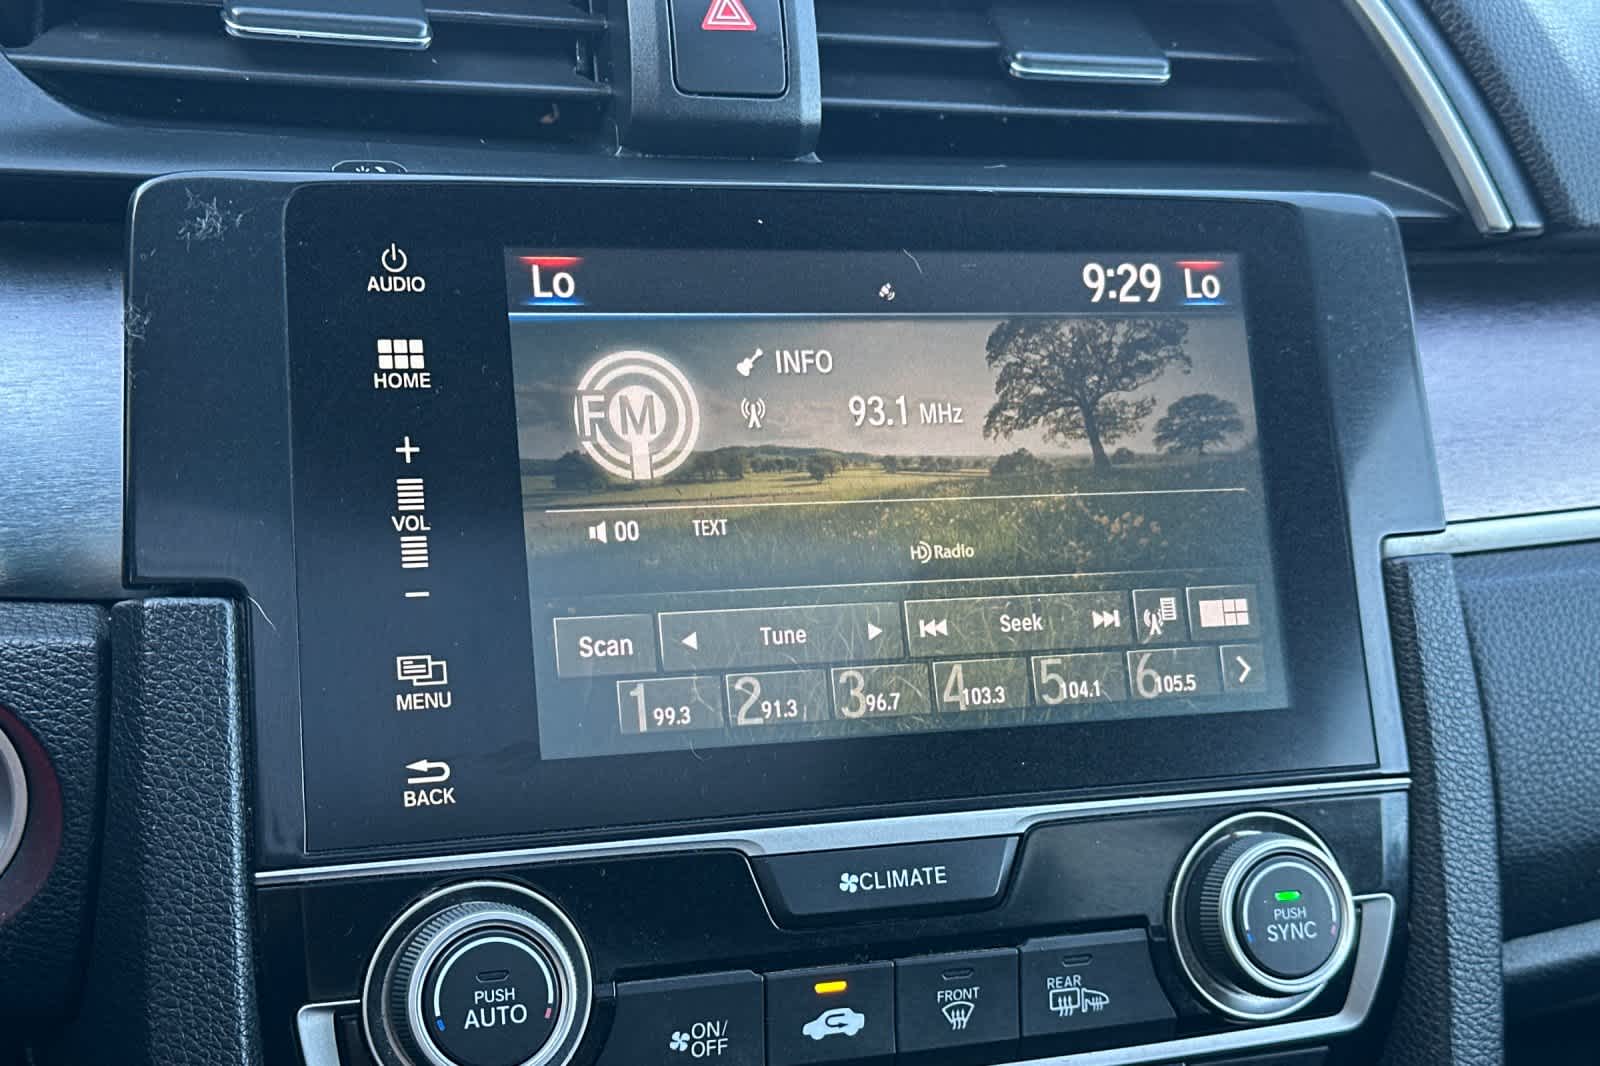 AUDIO
HOME
+
VOL
−
MENU
BACK
Lo
9:29 Lo
FM
INFO
93.1 MHz
00 TEXT
HD Radio
Scan Tune Seek
1 99.3 2 91.3 3 96.7 4 103.3 5 104.1 6 105.5
CLIMATE
PUSH
AUTO
ON/
OFF
FRONT
REAR
PUSH
SYNC